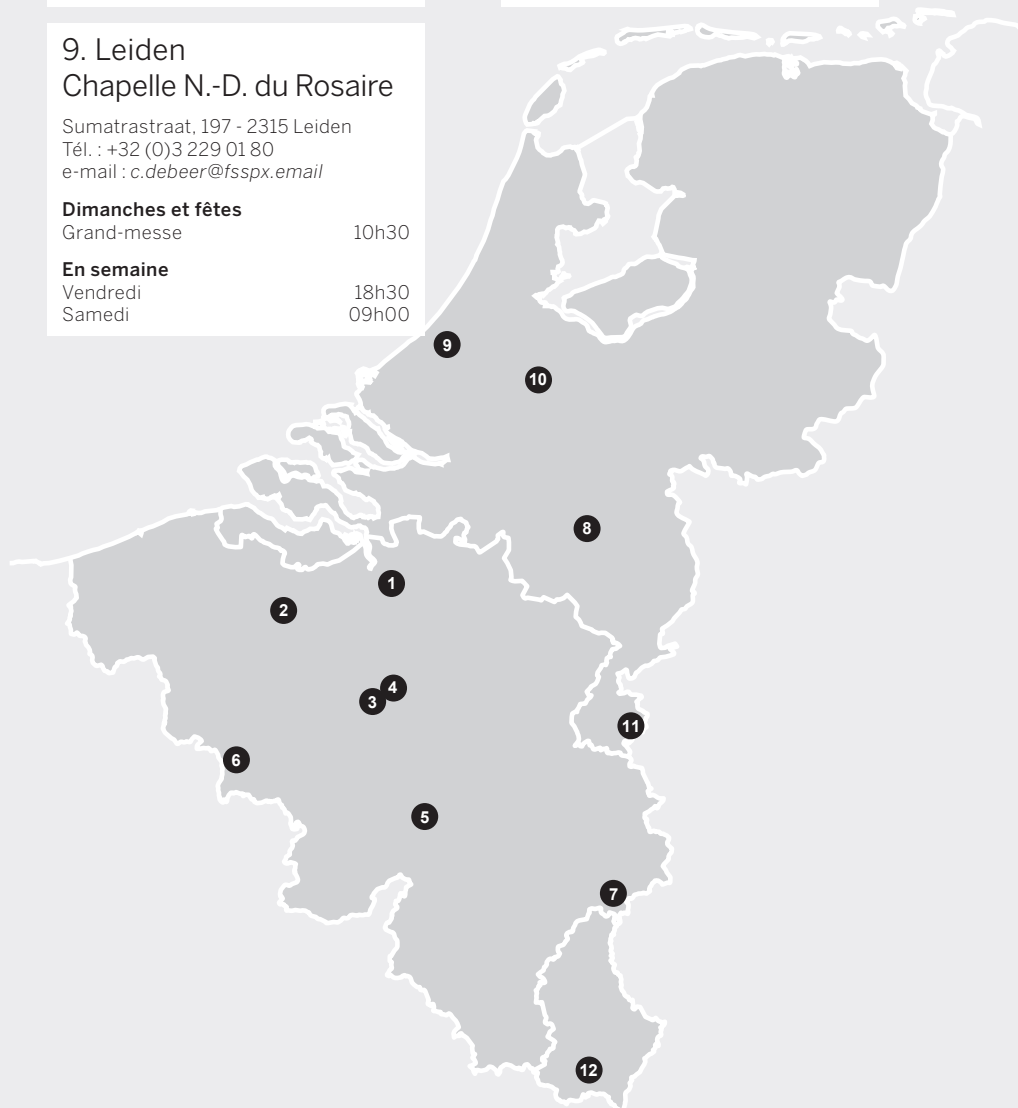 9. Leiden
Chapelle N.-D. du Rosaire
Sumatrastraat, 197 - 2315 Leiden
Tél. : +32 (0)3 229 01 80
e-mail : c.debeer@fsspx.email
Dimanches et fêtes
Grand-messe 10h30
En semaine
Vendredi 18h30
Samedi 09h00
9
10
8
1
2
4
3
11
6
5
7
12